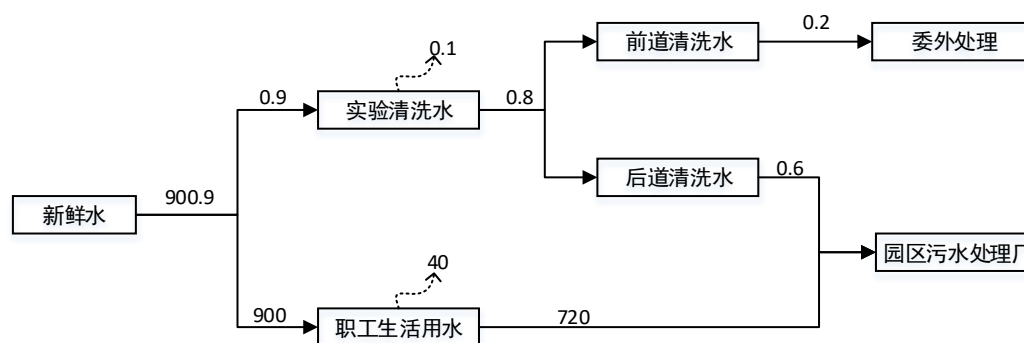 前道清洗水
0.2
委外处理
0.1
0.9
实验清洗水
0.8
后道清洗水
0.6
新鲜水
900.9
园区污水处理厂
40
900
职工生活用水
720